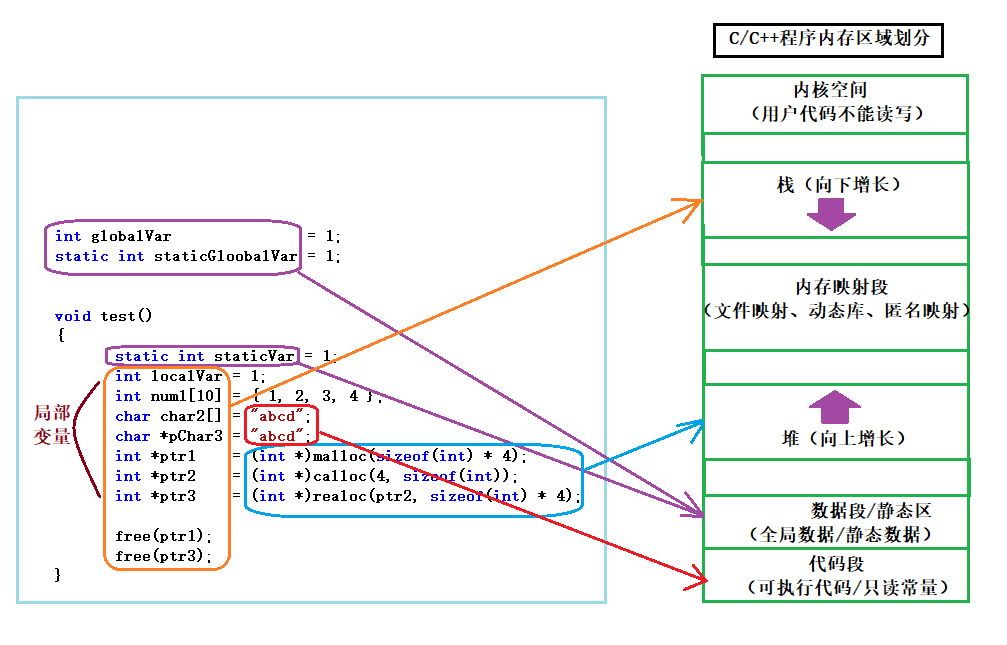 C/C++程序内存区域划分
内核空间
（用户代码不能读写）
栈（向下增长）
内存映射段
（文件映射、动态库、匿名映射）
堆（向上增长）
数据段/静态区
（全局数据/静态数据）
代码段
（可执行代码/只读常量）
int globalVar = 1;
static int staticGloobalVar = 1;
void test()
{
static int staticVar = 1;
int localVar = 1;
int num1[10] = { 1, 2, 3, 4 };
char char2[] = "abcd";
char *pChar3 = "abcd";
int *ptr1 = (int *)malloc(sizeof(int) * 4);
int *ptr2 = (int *)calloc(4, sizeof(int));
int *ptr3 = (int *)realoc(ptr2, sizeof(int) * 4);
free(ptr1);
free(ptr3);
}
局部
变量